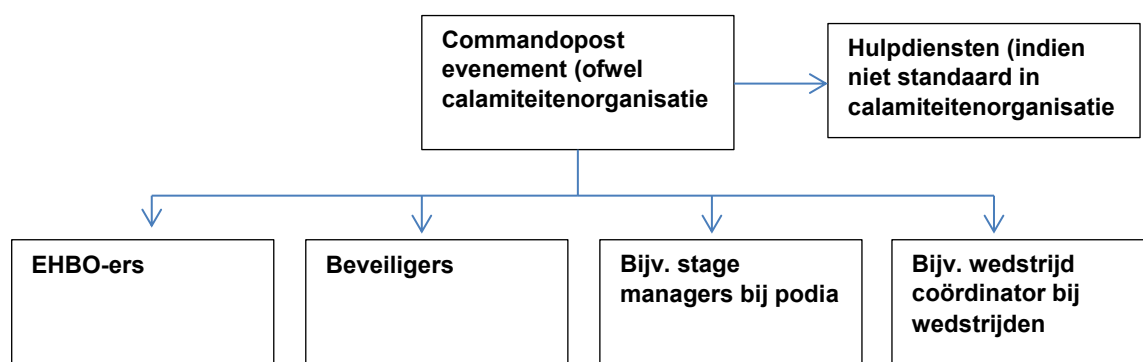 Commandopost
evenement (ofwel
calamiteitenorganisatie
Hulpdiensten (indien
niet standaard in
calamiteitenorganisatie
EHBO-ers
Beveiligers
Bijv. stage
managers bij podia
Bijv. wedstrijd
coördinator bij
wedstrijden